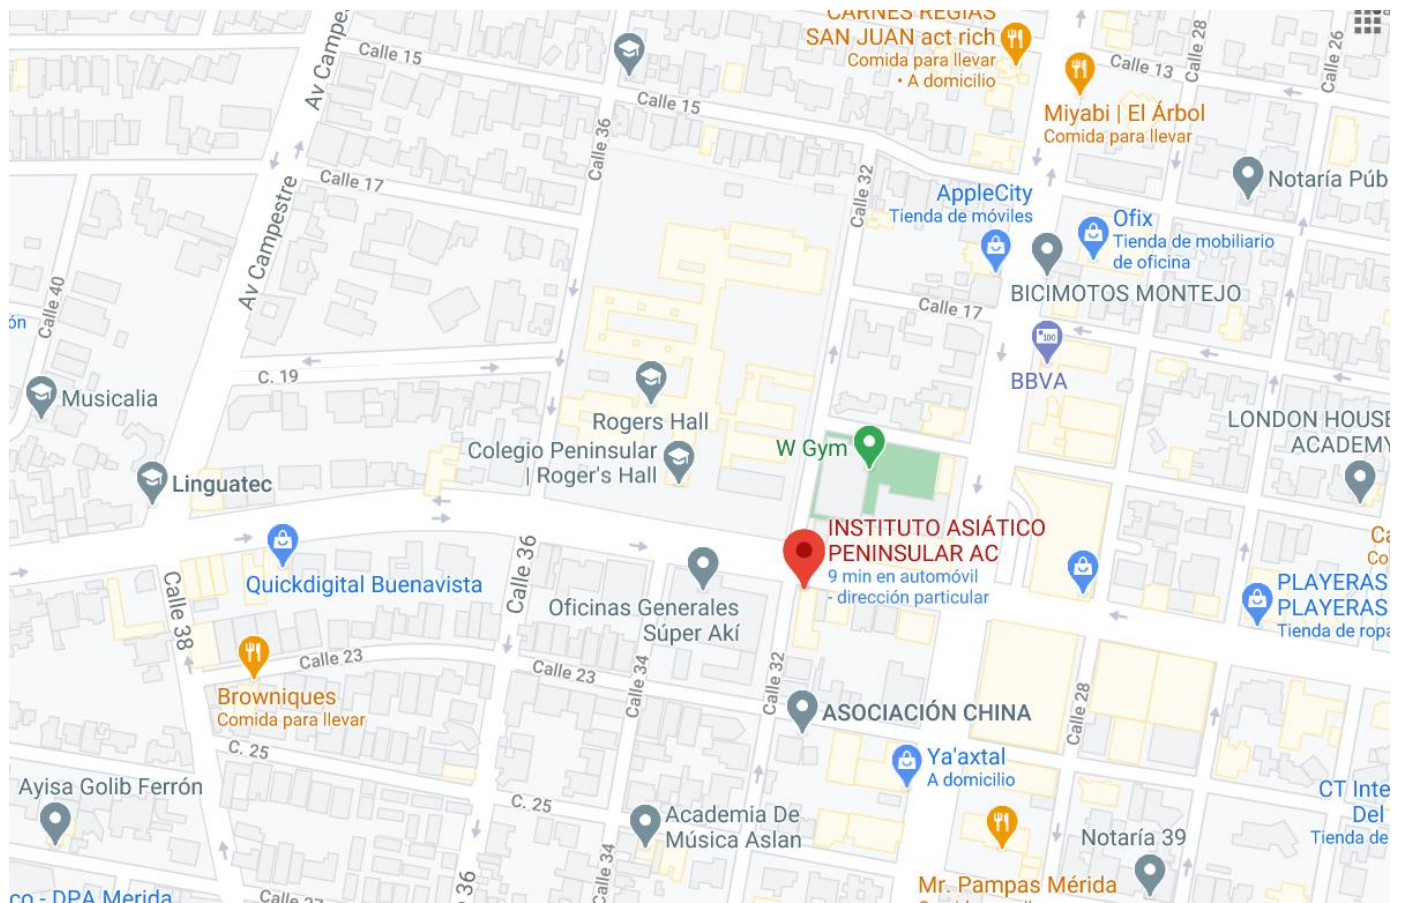 CARNES REGIAS
SAN JUAN act rich
Comida para llevar
• A domicilio
Calle 15
Av Campestre
Calle 15
Calle 36
Calle 28
Calle 26
Calle 13
Miyabi | El Árbol
Comida para llevar
Calle 17
Calle 32
AppleCity
Tienda de móviles
Notaría Púb
Ofix
Tienda de mobiliario
de oficina
Av Campestre
Calle 40
ón
BICIMOTOS MONTEJO
Calle 17
C. 19
BBVA
Musicalia
Rogers Hall
Colegio Peninsular
| Roger's Hall
W Gym
LONDON HOUSE
ACADEMY
Linguatec
INSTITUTO ASIÁTICO
PENINSULAR AC
9 min en automóvil
- dirección particular
Quickdigital Buenavista
Calle 36
Calle 38
Oficinas Generales
Súper Akí
PLAYERAS
PLAYERAS
Tienda de ropa
Calle 23
Calle 23
Calle 34
Calle 32
Browniques
Comida para llevar
ASOCIACIÓN CHINA
Calle 28
C. 25
Ya'axtal
A domicilio
Ayisa Golib Ferrón
C. 25
Academia De
Música Aslan
CT Inte
Del
Tienda de
Notaría 39
Calle 34
36
Mr. Pampas Mérida
co - DPA Merida
Calle 27